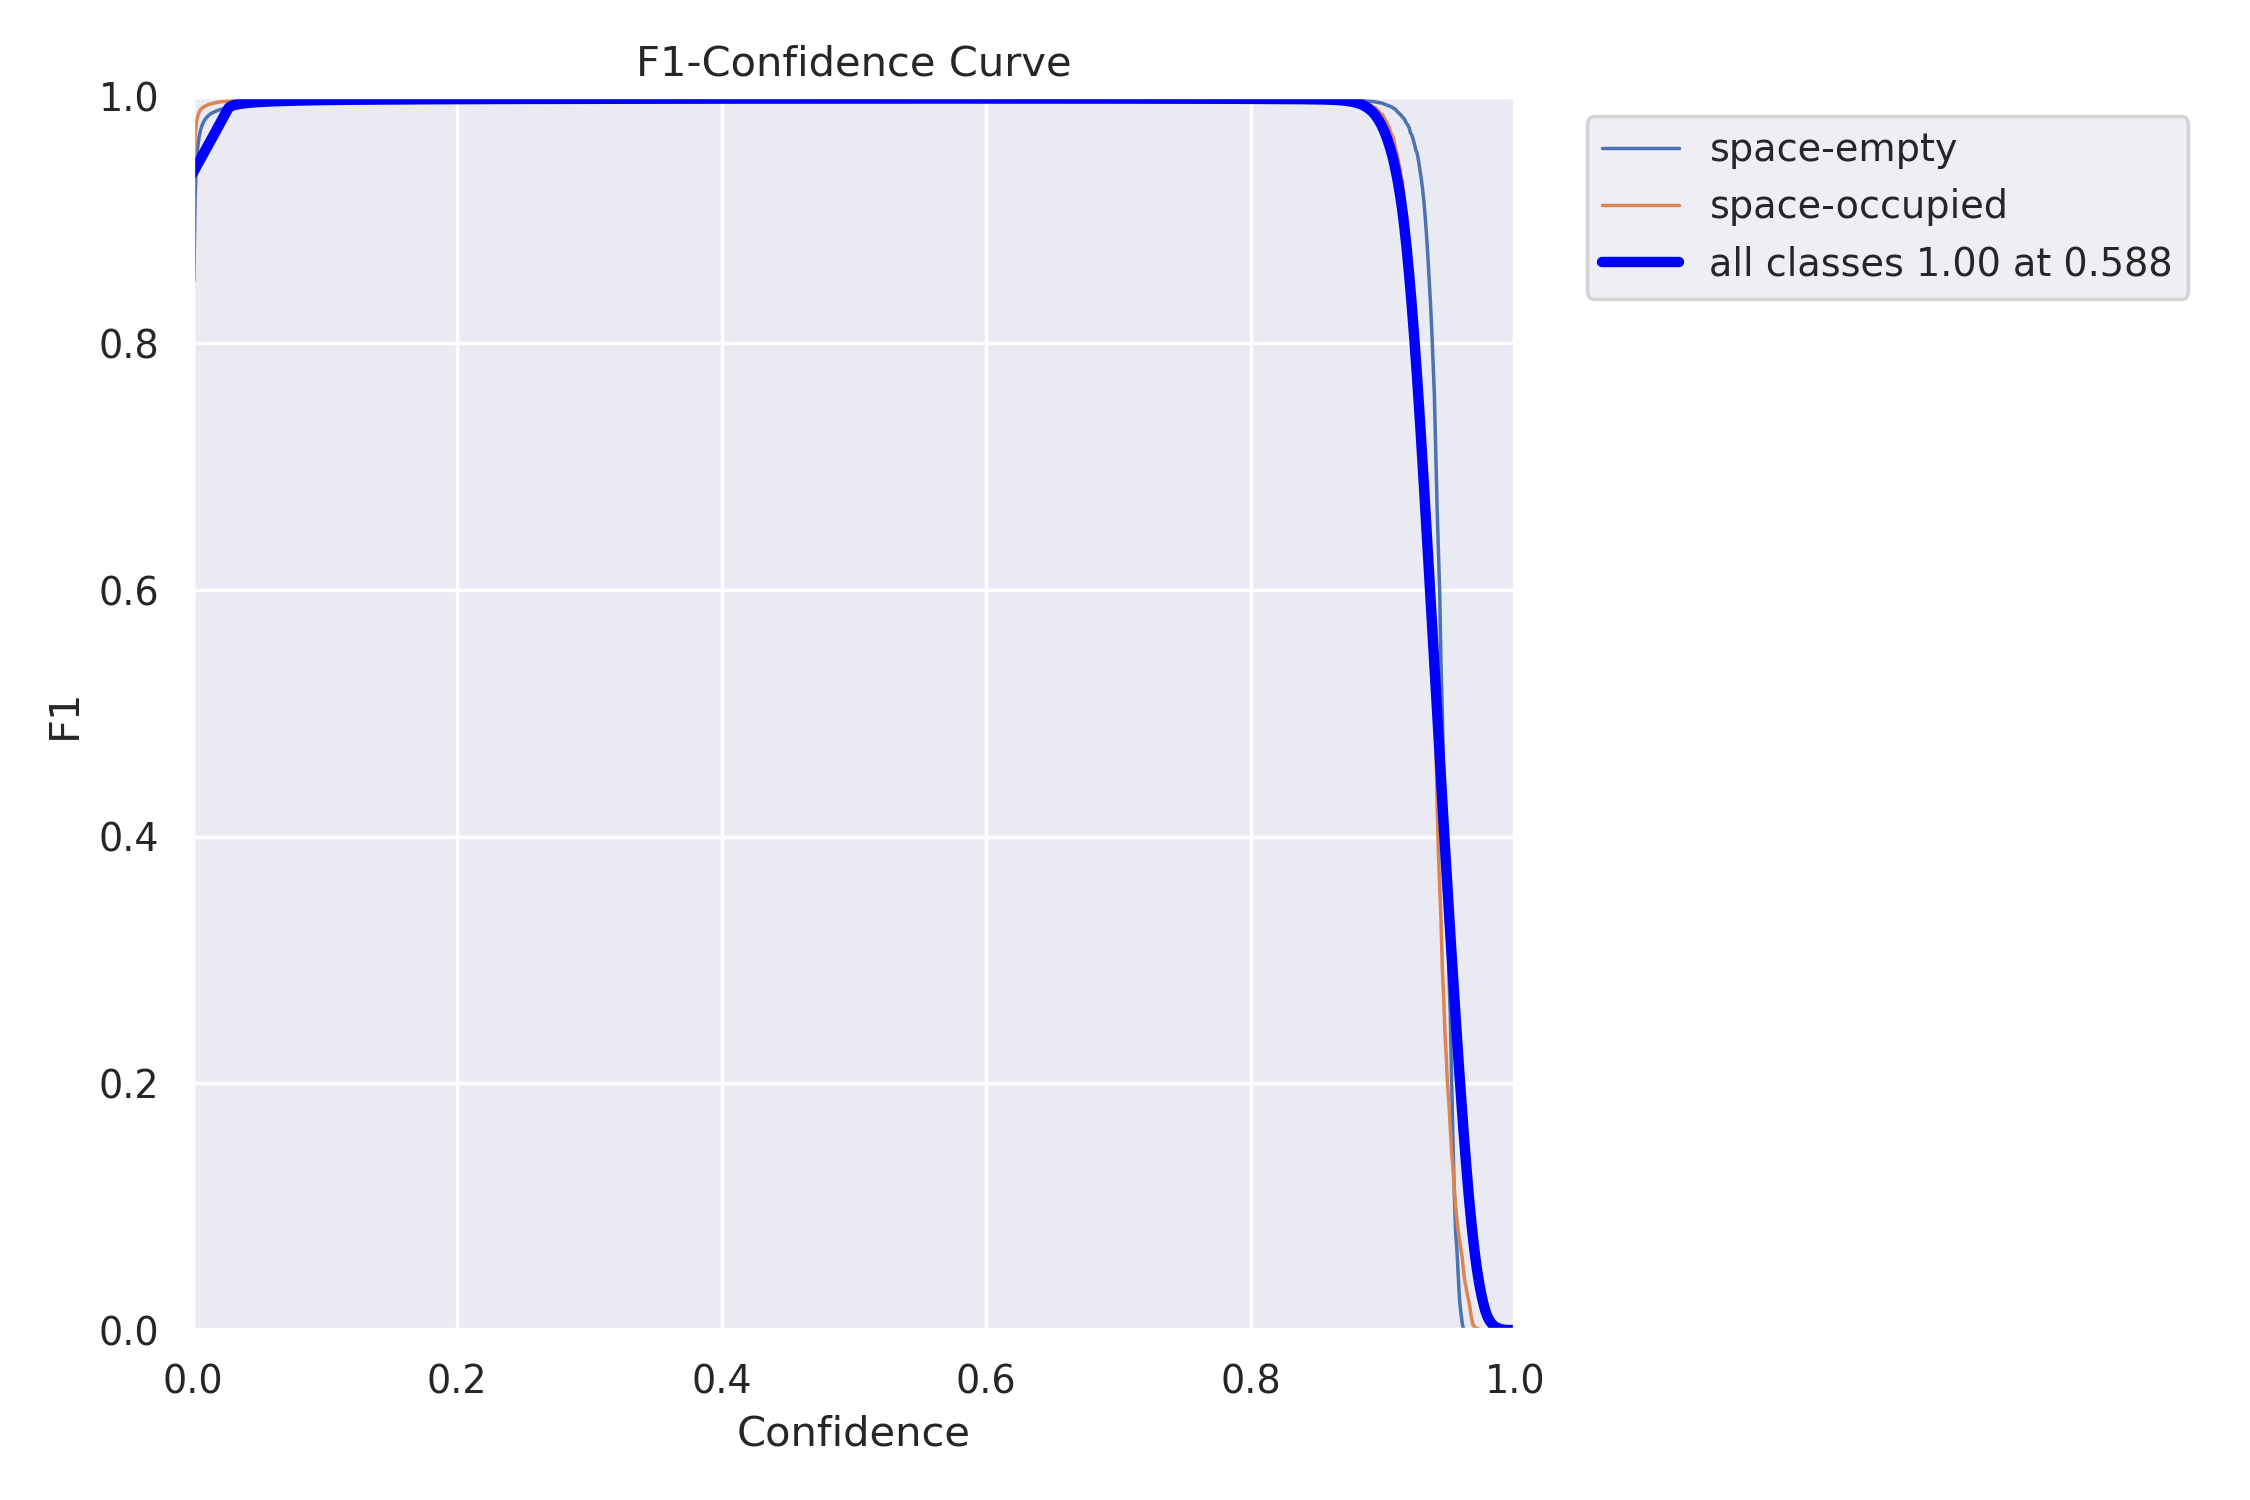 F1-Confidence Curve
1.0
0.8
0.6
0.4
0.2
0.0
F1
0.0 0.2 0.4 0.6 0.8 1.0
Confidence
space-empty
space-occupied
all classes 1.00 at 0.588